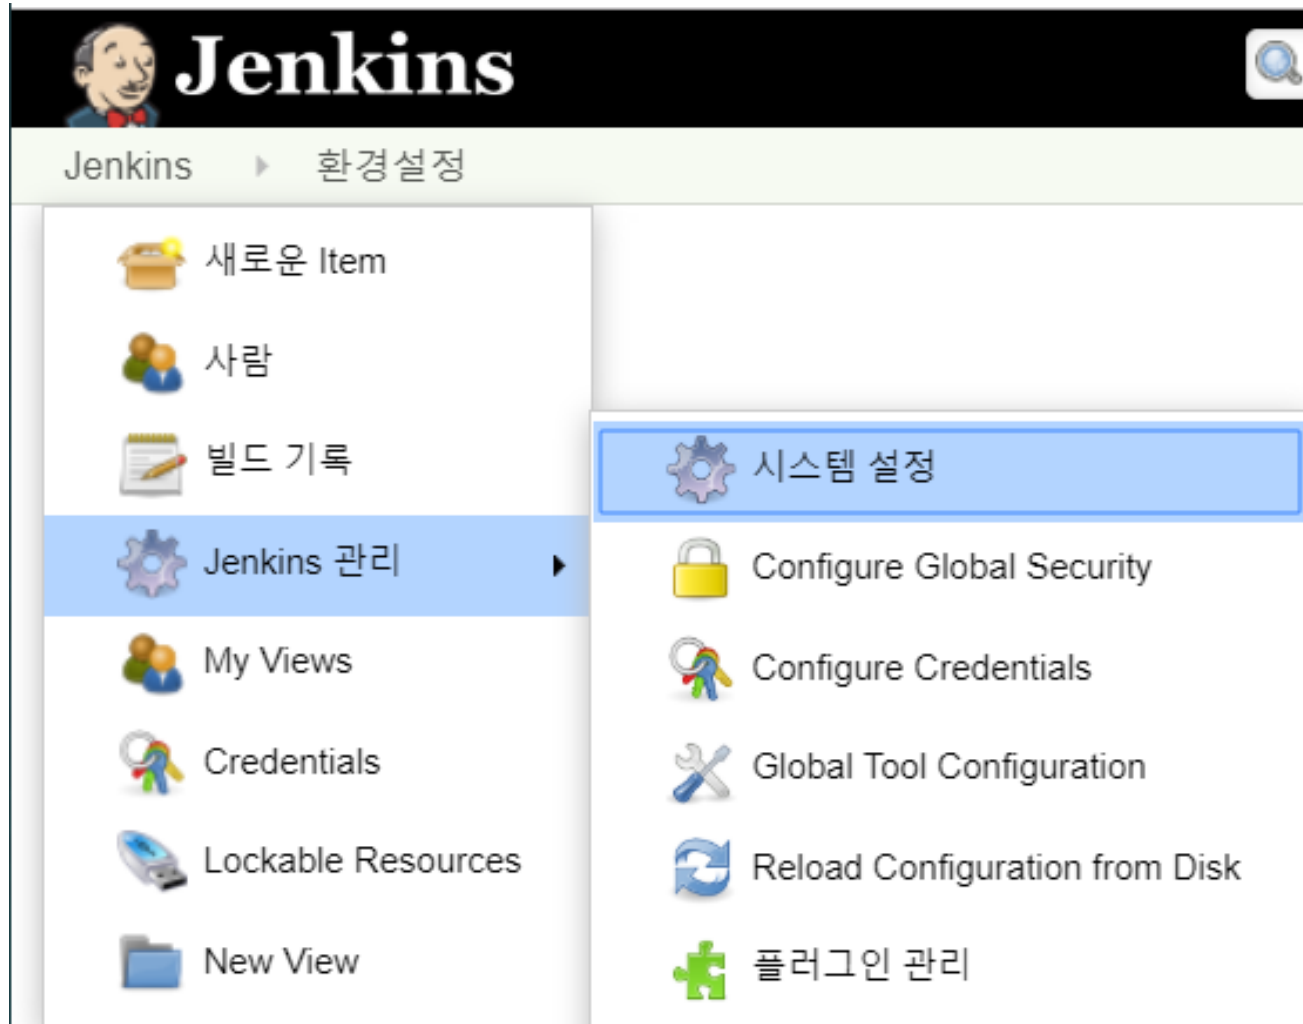 Jenkins
Jenkins 환경설정
새로운 Item
사람
빌드 기록
Jenkins 관리
My Views
Credentials
Lockable Resources
New View
시스템 설정
Configure Global Security
Configure Credentials
Global Tool Configuration
Reload Configuration from Disk
플러그인 관리